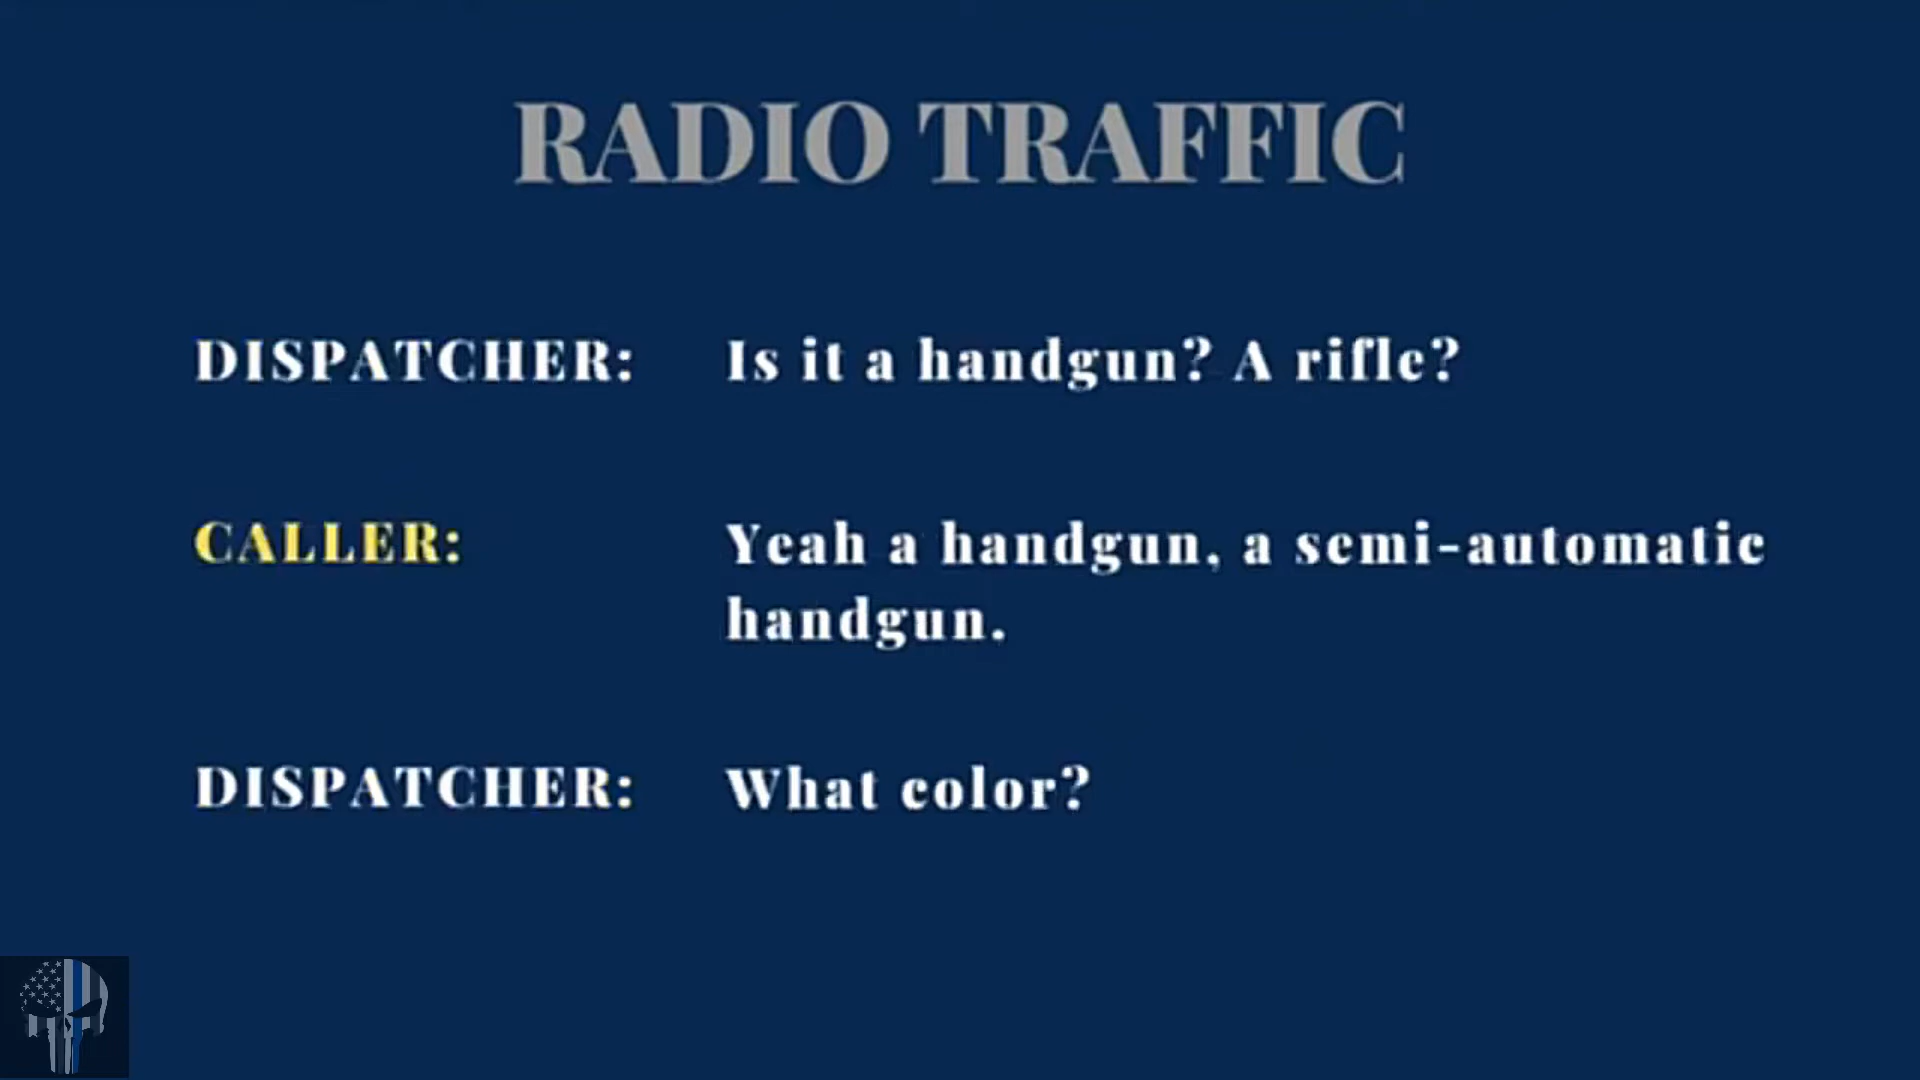 RADIO TRAFFIC
DISPATCHER: Is it a handgun? A rifle?
CALLER: Yeah a handgun, a semi-automatic
handgun.
DISPATCHER: What color?